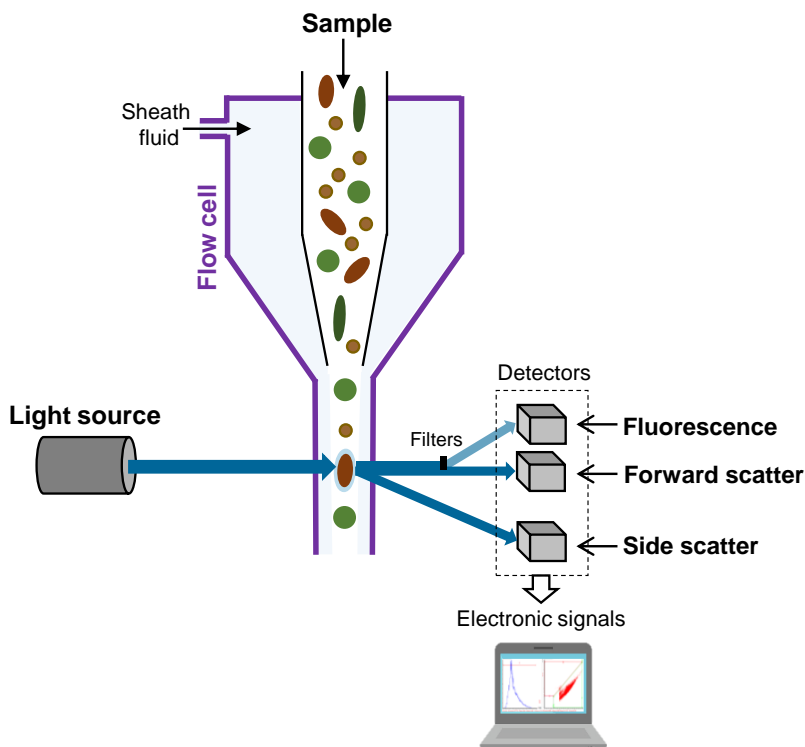 Sample
Sheath
fluid
Flow cell
Detectors
Light source
Filters
Fluorescence
Forward scatter
Side scatter
Electronic signals